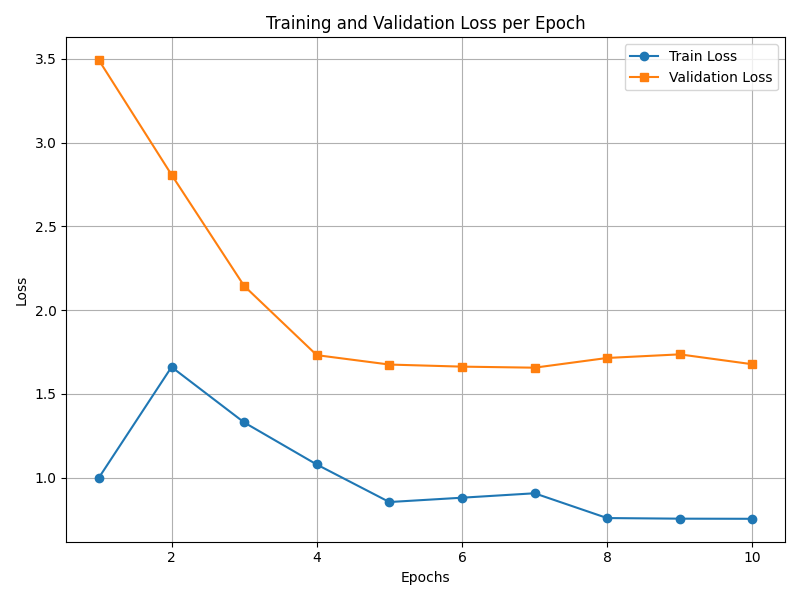 Training and Validation Loss per Epoch
Train Loss
Validation Loss
3.5
3.0
2.5
2.0
1.5
1.0
Loss
2 4 6 8 10
Epochs